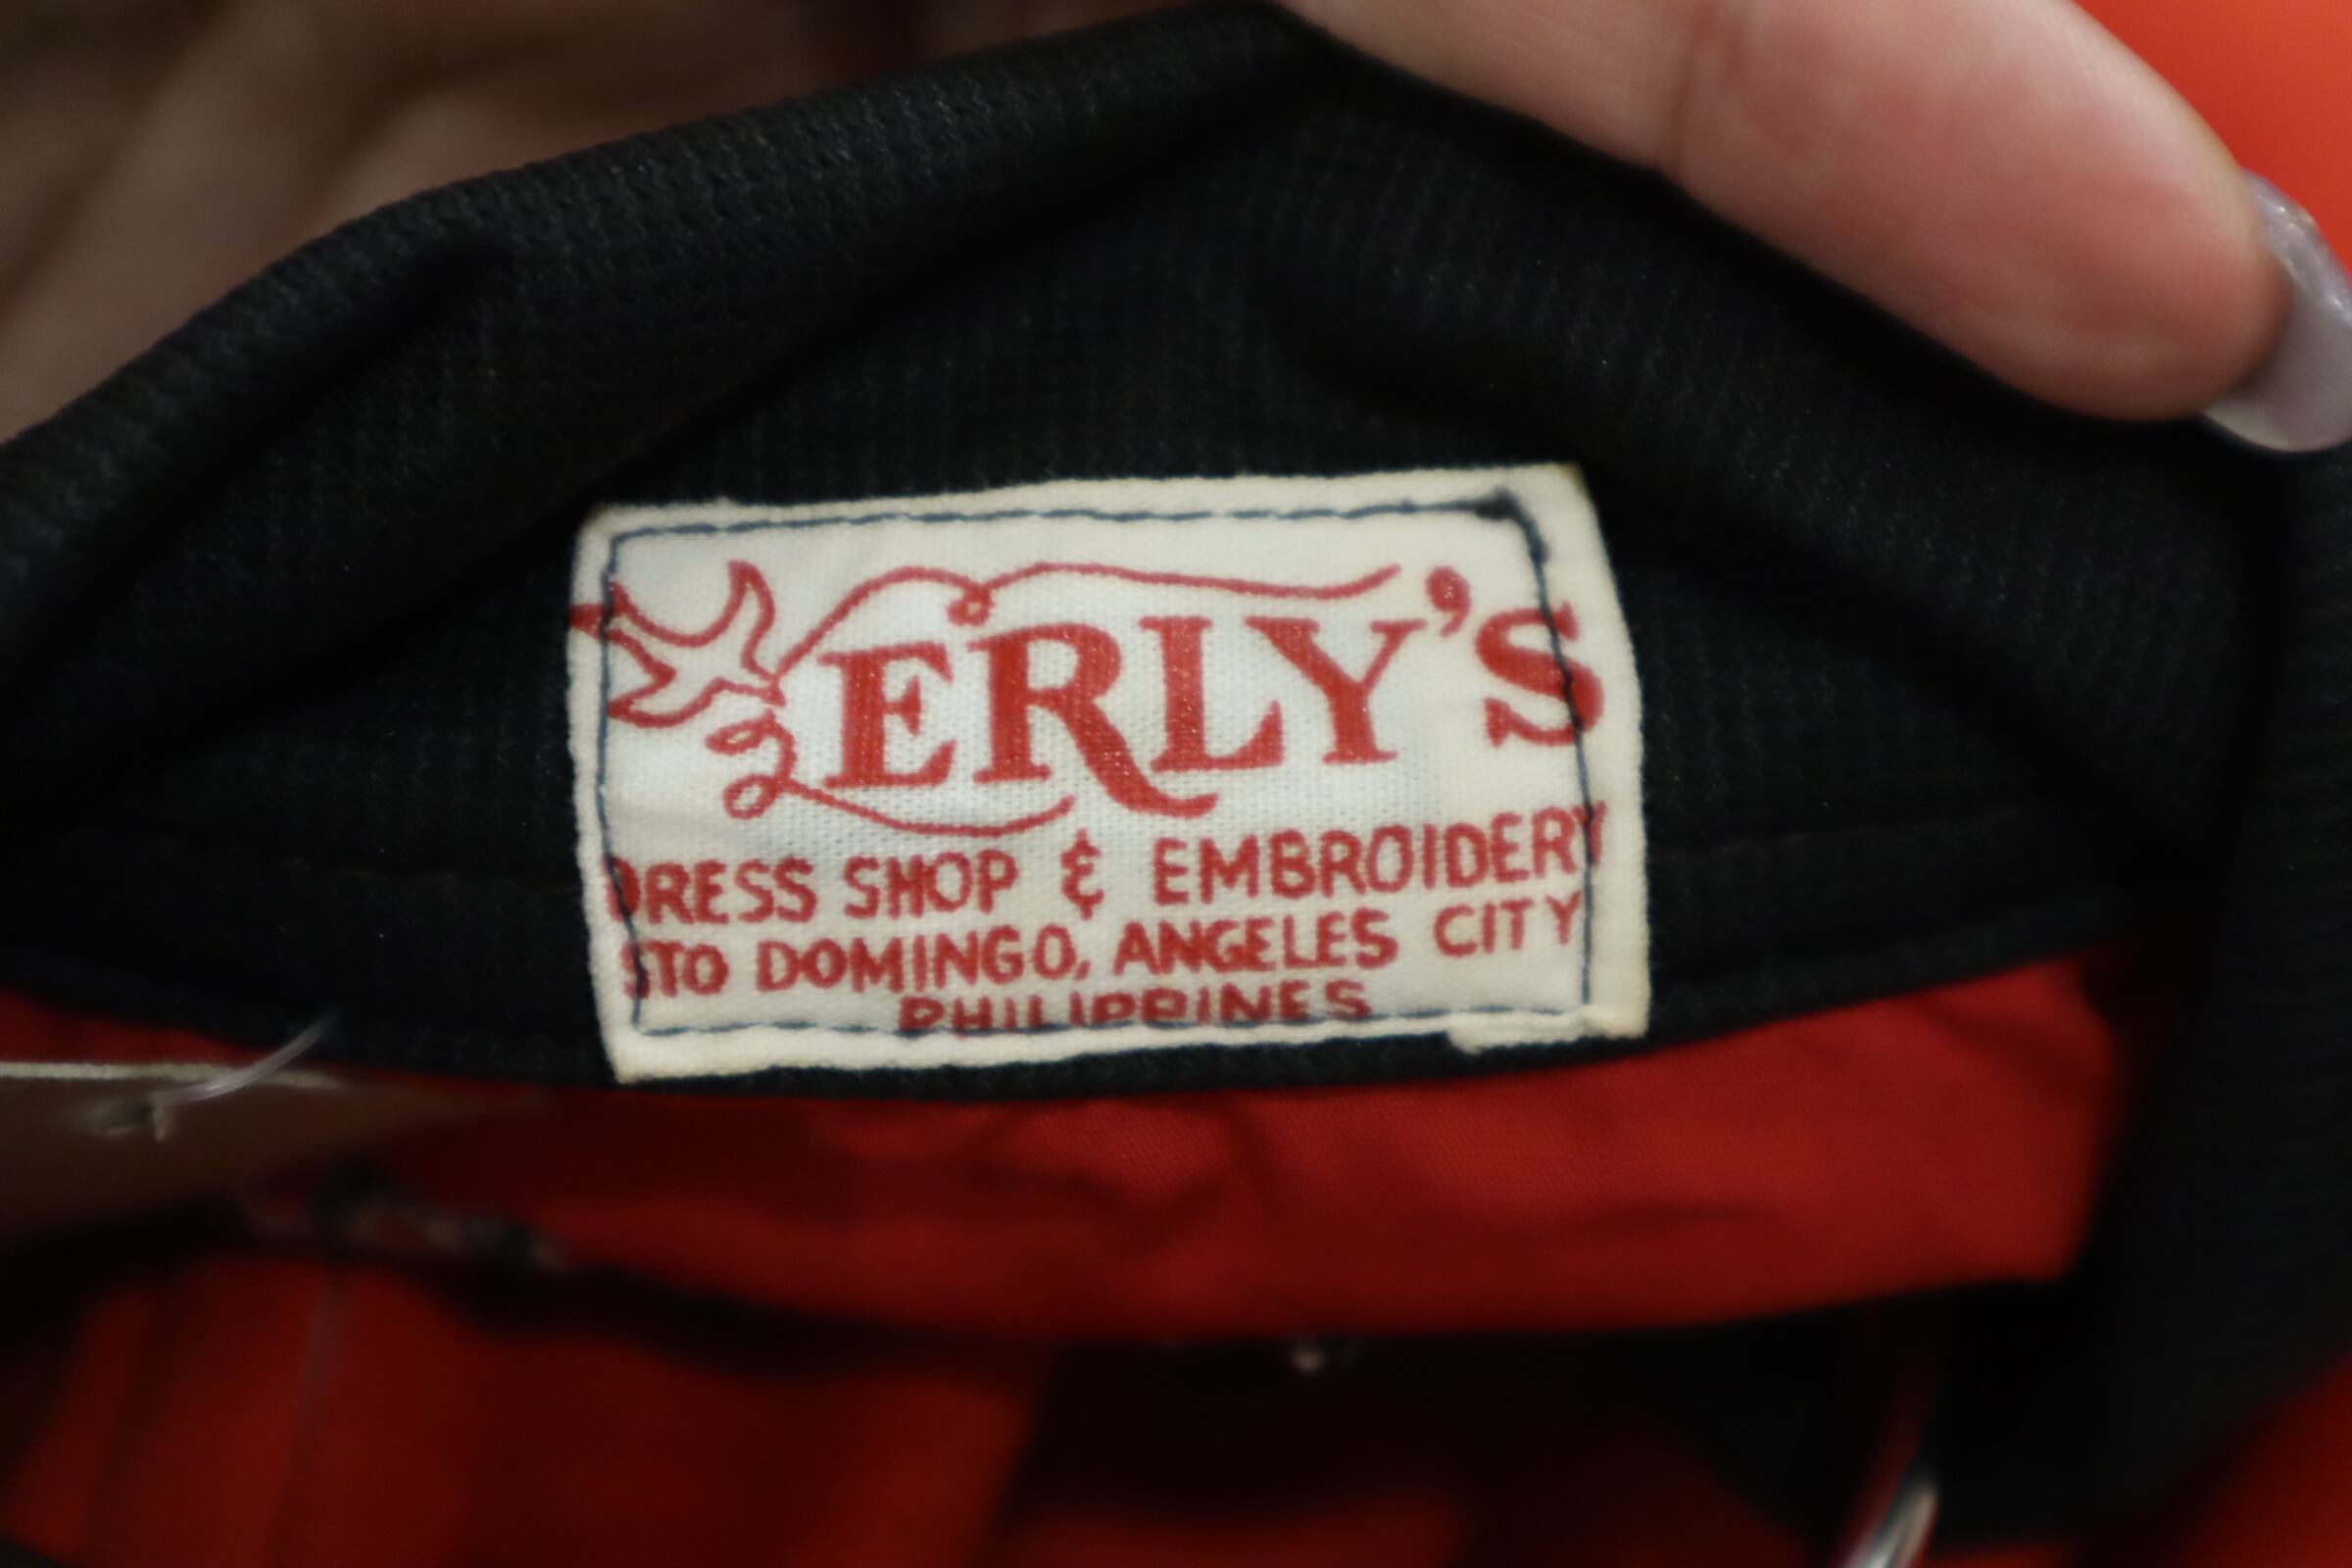 ERLY'S
DRESS SHOP & EMBROIDERY
STO DOMINGO, ANGELES CITY
PHILIPPINES